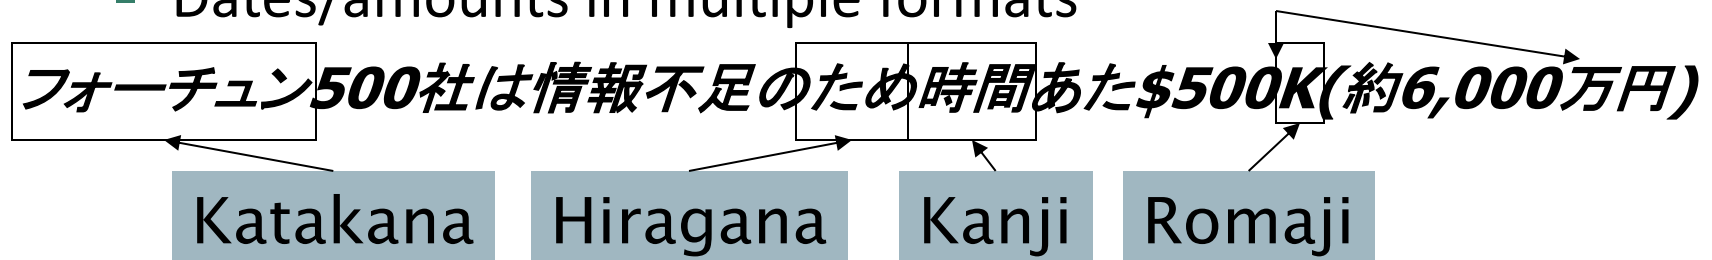 Dates/amounts in multiple formats
フォーチュン500社は情報不足のため時間あた$500K(約6,000万円)
Katakana Hiragana Kanji Romaji